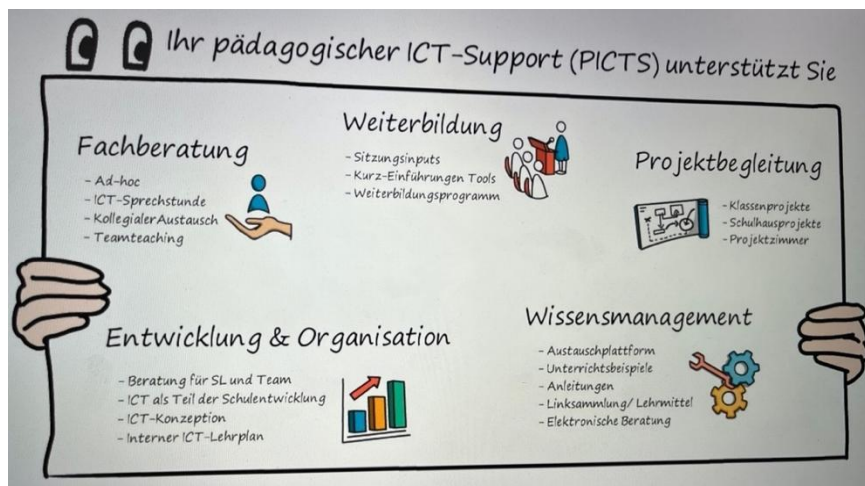 Ihr pädagogischer ICT-Support (PICTS) unterstützt Sie
Fachberatung
- Ad-hoc
- ICT-Sprechstunde
- Kollegialer Austausch
- Teamteaching
Weiterbildung
- Sitzungsinputs
- Kurz-Einführungen Tools
- Weiterbildungsprogramm
Projektbegleitung
- Klassenprojekte
- Schulhausprojekte
- Projektzimmer
Entwicklung & Organisation
- Beratung für SL und Team
- ICT als Teil der Schulentwicklung
- ICT-Konzeption
- Interner ICT-Lehrplan
Wissensmanagement
- Austauschplattform
- Unterrichtsbeispiele
- Anleitungen
- Linksammlung/ Lehrmittel
- Elektronische Beratung